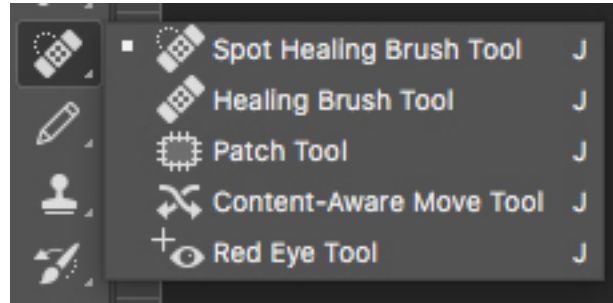 Spot Healing Brush Tool J
Healing Brush Tool J
Patch Tool J
Content-Aware Move Tool J
Red Eye Tool J